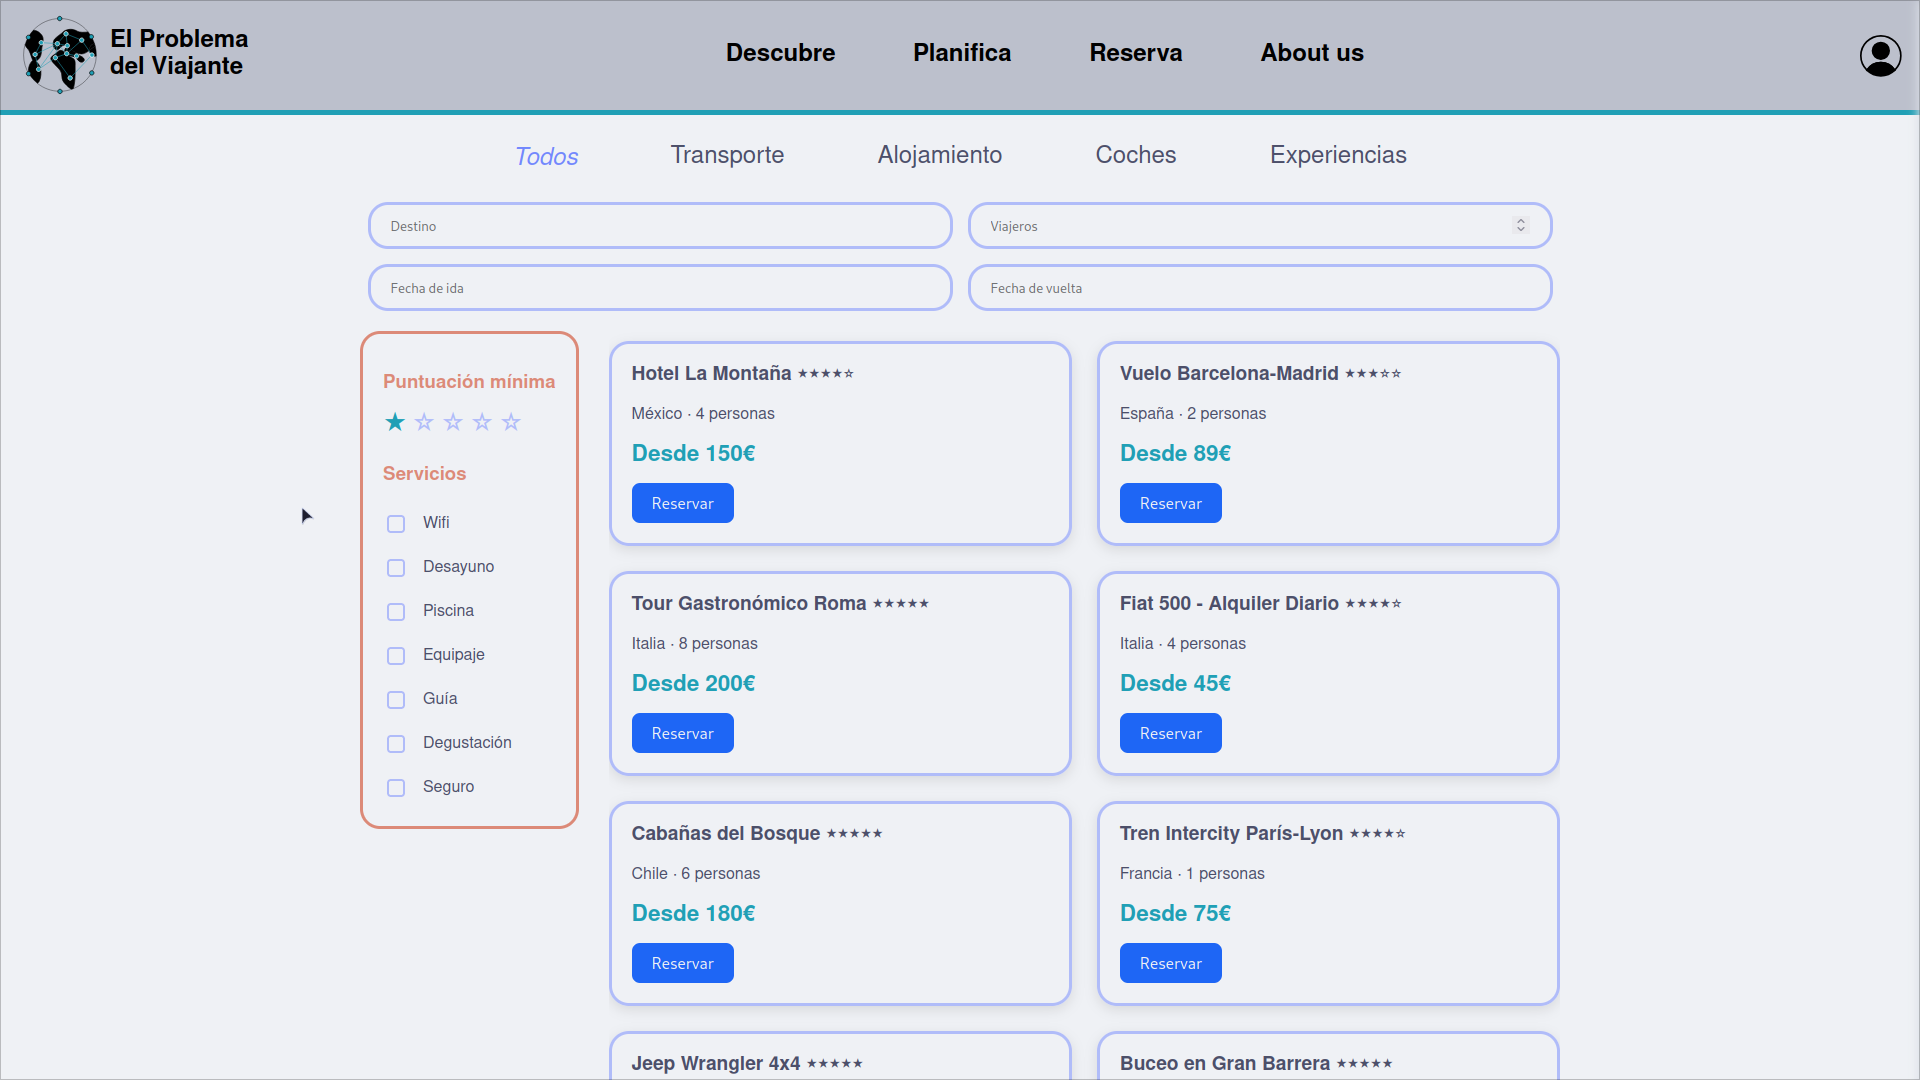 El Problema
del Viajante
Descubre
Planifica
Reserva
About us
Todos
Transporte
Alojamiento
Coches
Experiencias
Destino
Viajeros
Fecha de ida
Fecha de vuelta
Puntuación mínima
★ ☆ ☆ ☆ ☆
Servicios
Wifi
Desayuno
Piscina
Equipaje
Guía
Degustación
Seguro
Hotel La Montaña ★★★★☆
México · 4 personas
Desde 150€
Reservar
Vuelo Barcelona-Madrid ★★★☆☆
España · 2 personas
Desde 89€
Reservar
Tour Gastronómico Roma ★★★★★
Italia · 8 personas
Desde 200€
Reservar
Fiat 500 - Alquiler Diario ★★★★☆
Italia · 4 personas
Desde 45€
Reservar
Cabañas del Bosque ★★★★★
Chile · 6 personas
Desde 180€
Reservar
Tren Intercity París-Lyon ★★★★☆
Francia · 1 personas
Desde 75€
Reservar
Jeep Wrangler 4x4 ★★★★★
Buceo en Gran Barrera ★★★★★